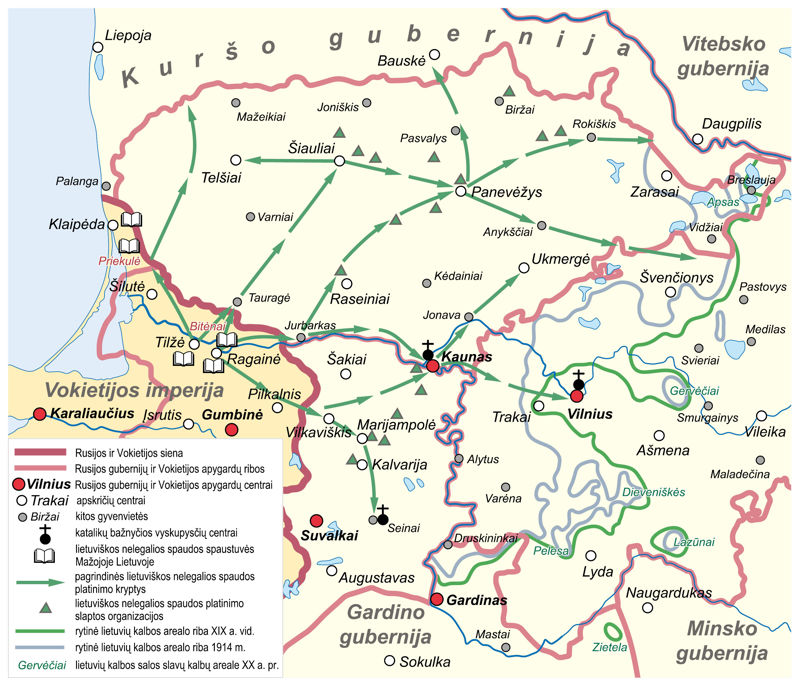 Liepoja
Kuršo gubernija
Bauskė
Vitebsko
gubernija
Mažeikiai
Joniškis
Biržai
Pasvalys
Rokiškis
Daugpilis
Telšiai
Šiauliai
Palanga
Panevėžys
Zarasai
Breslauja
Apsas
Klaipėda
Varniai
Anykščiai
Vidžiai
Priekulė
Ukmergė
Šilutė
Tauragė
Raseiniai
Kėdainiai
Švenčionys
Pastovys
Bitėnai
Jurbarkas
Jonava
Tilžė
Ragainė
Medilas
Šakiai
Kaunas
Svieriai
Vokietijos imperija
Pilkalnis
Gervėčiai
Karaliaučius
Įsrutis
Gumbinė
Vilkaviškis
Marijampolė
Trakai
Vilnius
Smurgainys
Vileika
Ašmena
Kalvarija
Alytus
Maladečina
Varėna
Dieveniškės
Suvalkai
Seinai
Druskininkai
Pelesa
Lazūnai
Augustavas
Lyda
Gardinas
Naugardukas
Gardino
gubernija
Minsko
gubernija
Mastai
Zietela
Sokulka
Rusijos ir Vokietijos siena
Rusijos gubernijų ir Vokietijos apygardų ribos
Vilnius Rusijos gubernijų ir Vokietijos apygardų centrai
Trakai apskričių centrai
Biržai kitos gyvenvietės
katalikų bažnyčios vyskupysčių centrai
lietuviškos nelegalios spaudos spaustuvės
Mažojoje Lietuvoje
pagrindinės lietuviškos nelegalios spaudos
platinimo kryptys
lietuviškos nelegalios spaudos platinimo
slaptos organizacijos
rytinė lietuvių kalbos arealo riba XIX a. vid.
rytinė lietuvių kalbos arealo riba 1914 m.
Gervėčiai lietuvių kalbos salos slavų kalbų areale XX a. pr.